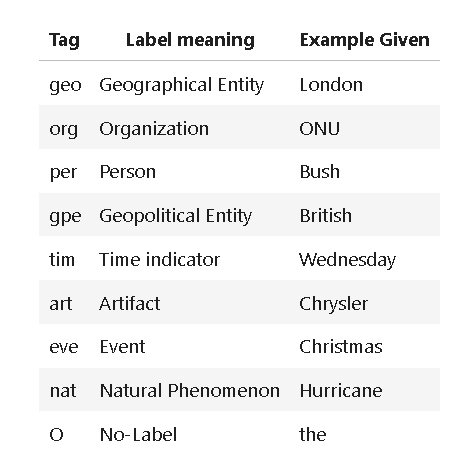 Tag Label meaning Example Given
geo Geographical Entity London
org Organization ONU
per Person Bush
gpe Geopolitical Entity British
tim Time indicator Wednesday
art Artifact Chrysler
eve Event Christmas
nat Natural Phenomenon Hurricane
O No-Label the